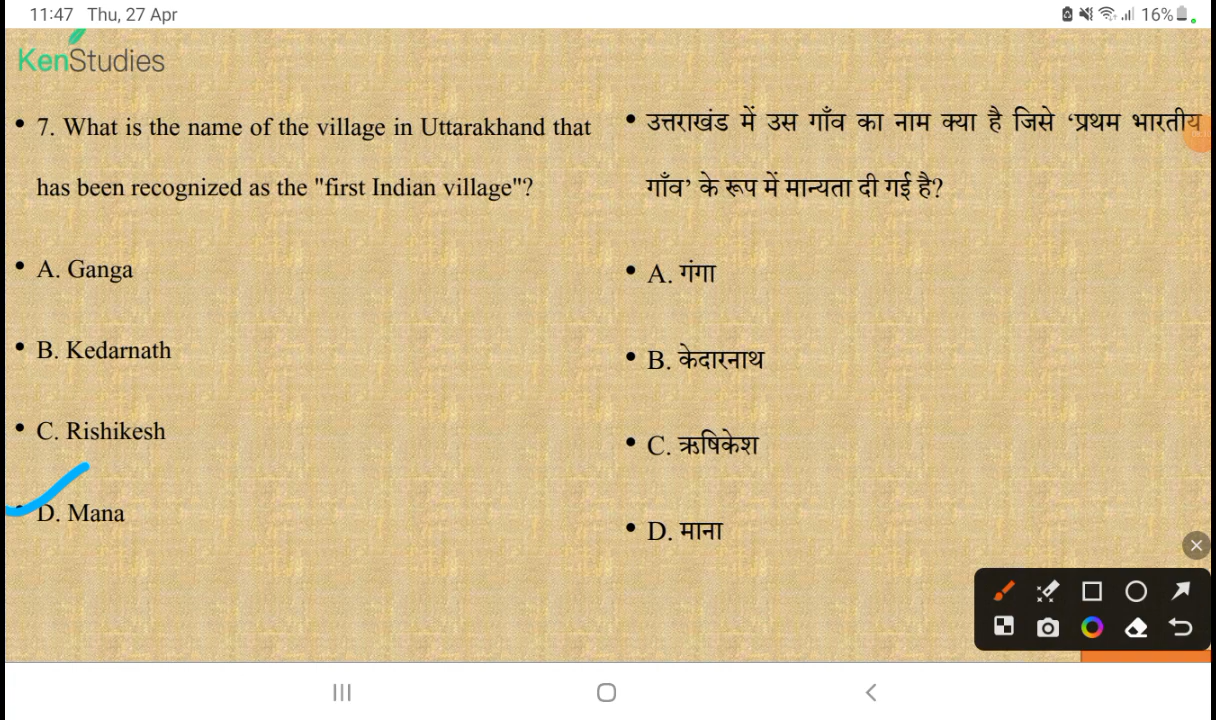 11:47 Thu, 27 Apr
16%
KenStudies
• 7. What is the name of the village in Uttarakhand that
has been recognized as the "first Indian village"?
• A. Ganga
• B. Kedarnath
• C. Rishikesh
• D. Mana
• उत्तराखंड में उस गाँव का नाम क्या है जिसे ‘प्रथम भारतीय
गाँव’ के रूप में मान्यता दी गई है?
• A. गंगा
• B. केदारनाथ
• C. ऋषिकेश
• D. माना